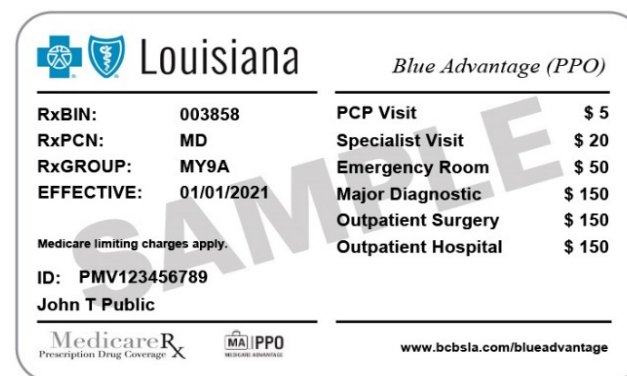 Louisiana
Blue Advantage (PPO)
RxBIN: 003858
RxPCN: MD
RxGROUP: MY9A
EFFECTIVE: 01/01/2021
Medicare limiting charges apply.
ID: PMV123456789
John T Public
PCP Visit $ 5
Specialist Visit $ 20
Emergency Room $ 50
Major Diagnostic $ 150
Outpatient Surgery $ 150
Outpatient Hospital $ 150
SAMPLE
MedicareRx
Prescription Drug Coverage
MA PPO
MEDICARE ADVANTAGE
www.bcbsla.com/blueadvantage